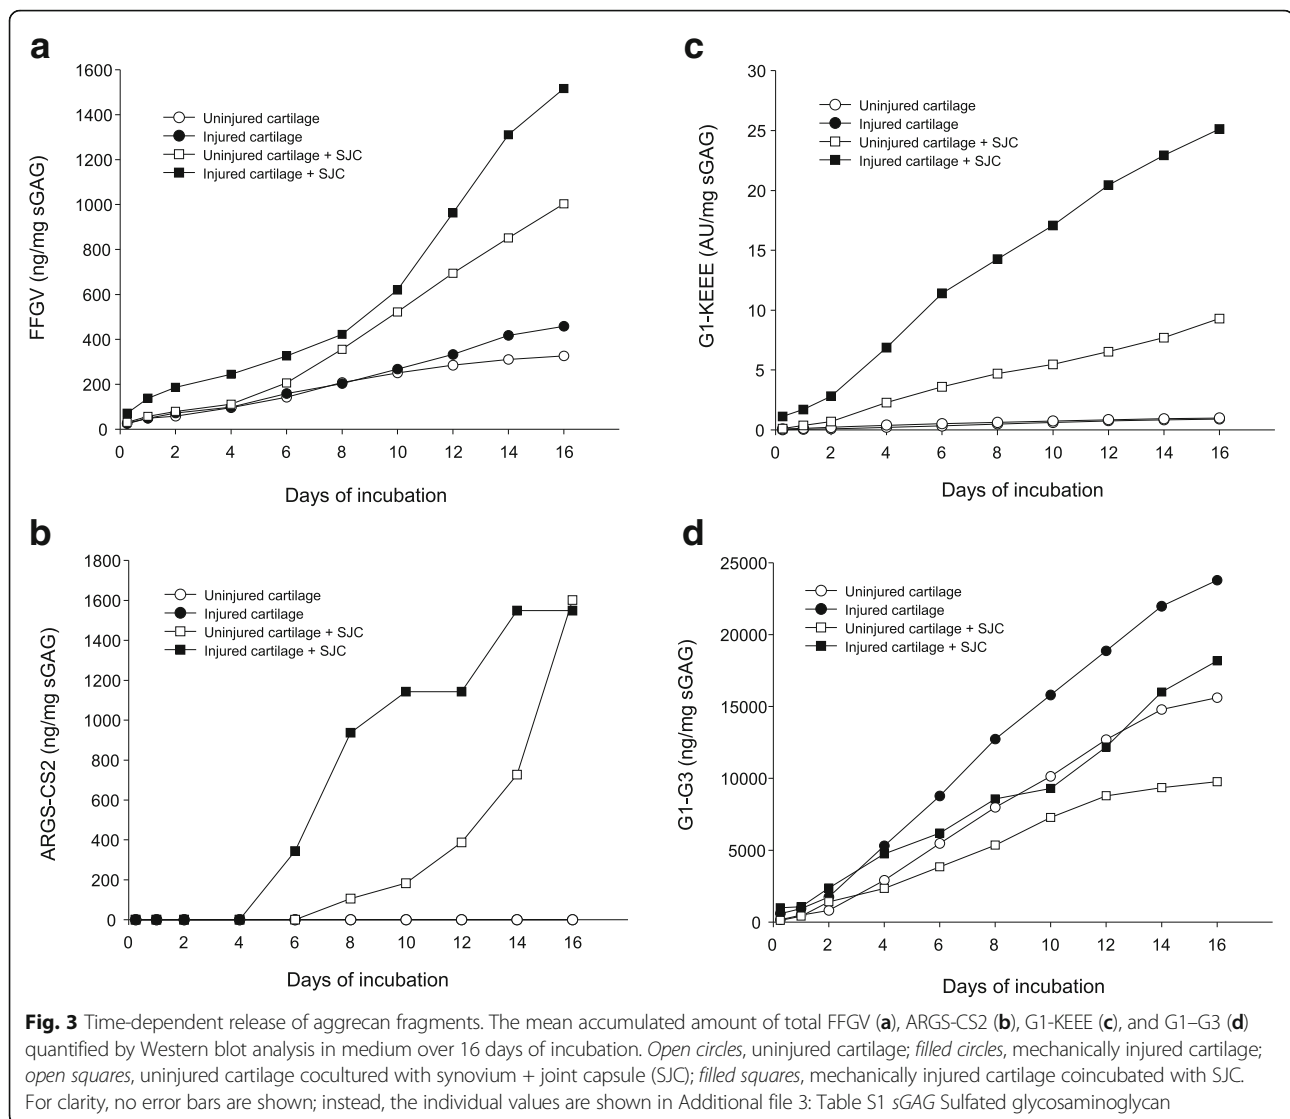 a
1600
1400
1200
1000
800
600
400
200
0
FFGV (ng/mg sGAG)
Uninjured cartilage
Injured cartilage
Uninjured cartilage + SJC
Injured cartilage + SJC
0 2 4 6 8 10 12 14 16
Days of incubation
c
30
25
20
15
10
5
0
G1-KEEE (AU/mg sGAG)
Uninjured cartilage
Injured cartilage
Uninjured cartilage + SJC
Injured cartilage + SJC
0 2 4 6 8 10 12 14 16
Days of incubation
b
1800
1600
1400
1200
1000
800
600
400
200
0
ARGS-CS2 (ng/mg sGAG)
Uninjured cartilage
Injured cartilage
Uninjured cartilage + SJC
Injured cartilage + SJC
0 2 4 6 8 10 12 14 16
Days of incubation
d
25000
20000
15000
10000
5000
0
G1-G3 (ng/mg sGAG)
Uninjured cartilage
Injured cartilage
Uninjured cartilage + SJC
Injured cartilage + SJC
0 2 4 6 8 10 12 14 16
Days of incubation
Fig. 3 Time-dependent release of aggrecan fragments. The mean accumulated amount of total FFGV (a), ARGS-CS2 (b), G1-KEEE (c), and G1–G3 (d)
quantified by Western blot analysis in medium over 16 days of incubation. Open circles, uninjured cartilage; filled circles, mechanically injured cartilage;
open squares, uninjured cartilage cocultured with synovium + joint capsule (SJC); filled squares, mechanically injured cartilage coincubated with SJC.
For clarity, no error bars are shown; instead, the individual values are shown in Additional file 3: Table S1 sGAG Sulfated glycosaminoglycan